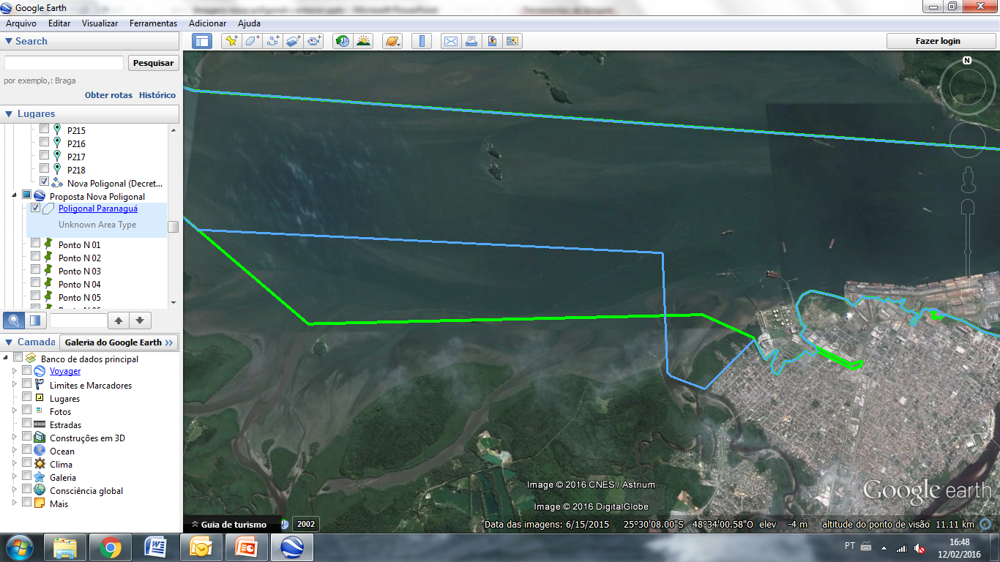 Google Earth
Arquivo Editar Visualizar Ferramentas Adicionar Ajuda
Search
Pesquisar
por exemplo,: Braga
Obter rotas Histórico
Lugares
P215
P216
P217
P218
Nova Poligonal (Decret...
Proposta Nova Poligonal
Poligonal Paranaguá
Unknown Area Type
Ponto N 01
Ponto N 02
Ponto N 03
Ponto N 04
Ponto N 05
Camada
Galeria do Google Earth >>
Banco de dados principal
Voyager
Limites e Marcadores
Lugares
Fotos
Estradas
Construções em 3D
Ocean
Clima
Galeria
Consciência global
Mais
Fazer login
N
Image © 2016 CNES / Astrium
Image © 2016 DigitalGlobe
Google earth
Guia de turismo
2002
Data das imagens: 6/15/2015 25°30'08.00"S 48°34'00.58"O elev -4 m altitude do ponto de visão 11.11 km
PT
16:48
12/02/2016